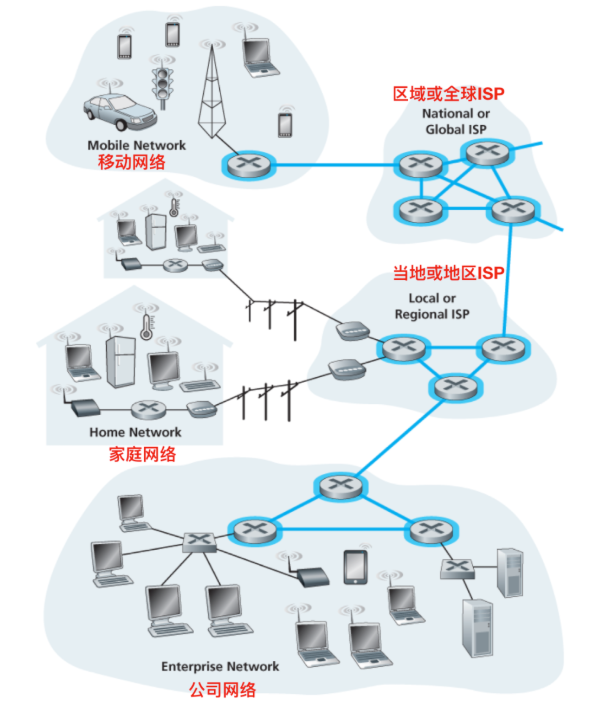 Mobile Network
移动网络
区域或全球ISP
National or
Global ISP
当地或地区ISP
Local or
Regional ISP
Home Network
家庭网络
Enterprise Network
公司网络